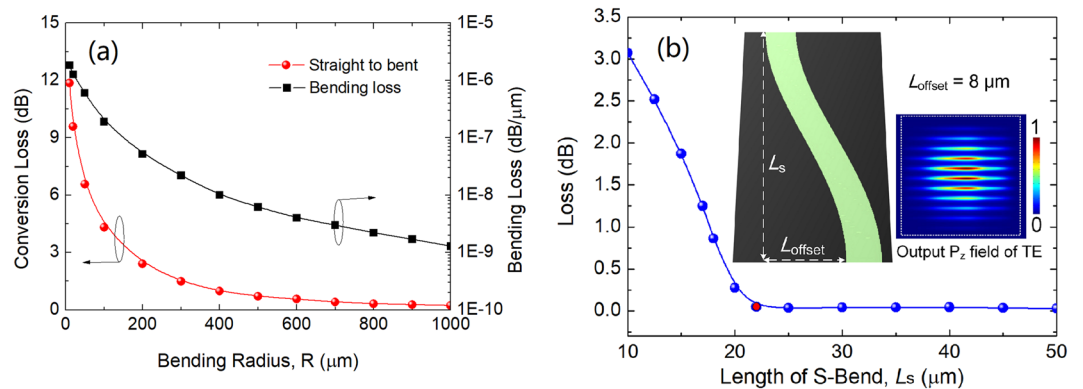 (a)
15
12
9
6
3
0
Conversion Loss (dB)
0 200 400 600 800 1000
Bending Radius, R (μm)
Straight to bent
Bending loss
1E-5
1E-6
1E-7
1E-8
1E-9
1E-10
Bending Loss (dB/μm)
(b)
3.5
3.0
2.5
2.0
1.5
1.0
0.5
0.0
Loss (dB)
10 20 30 40 50
Length of S-Bend, Ls (μm)
Ls
Loffset
Loffset = 8 μm
1
0
Output Pz field of TE